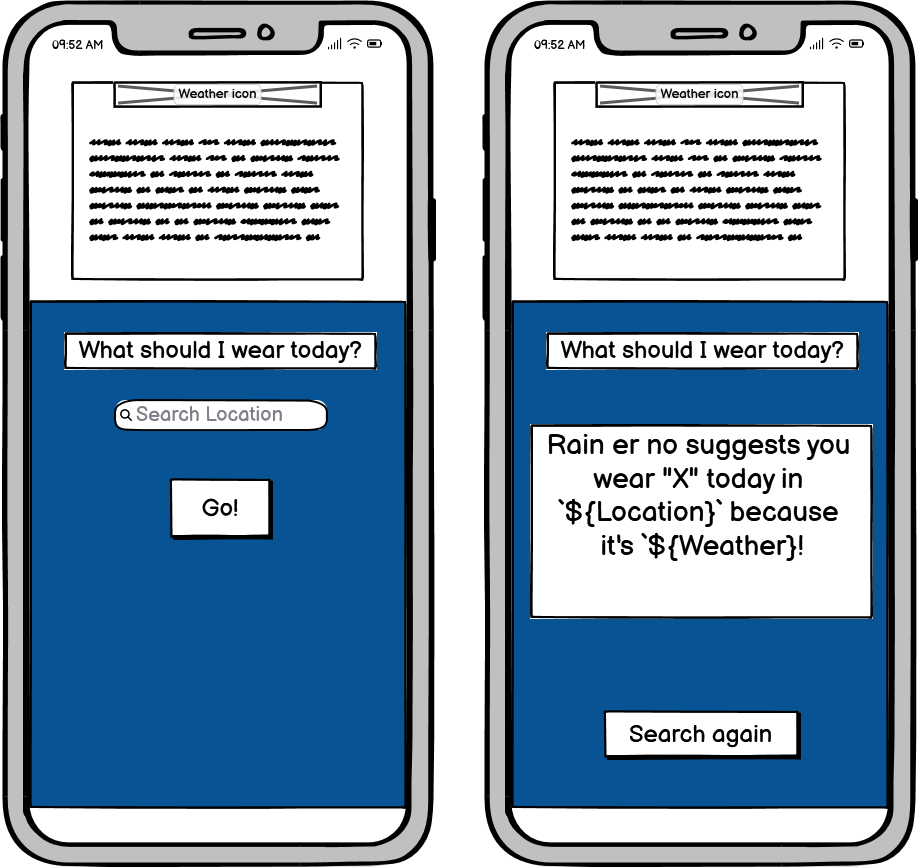 09:52 AM
Weather icon
What should I wear today?
Search Location
Go!
09:52 AM
Weather icon
What should I wear today?
Rain er no suggests you
wear "X" today in
`${Location}` because
it's `${Weather}!
Search again